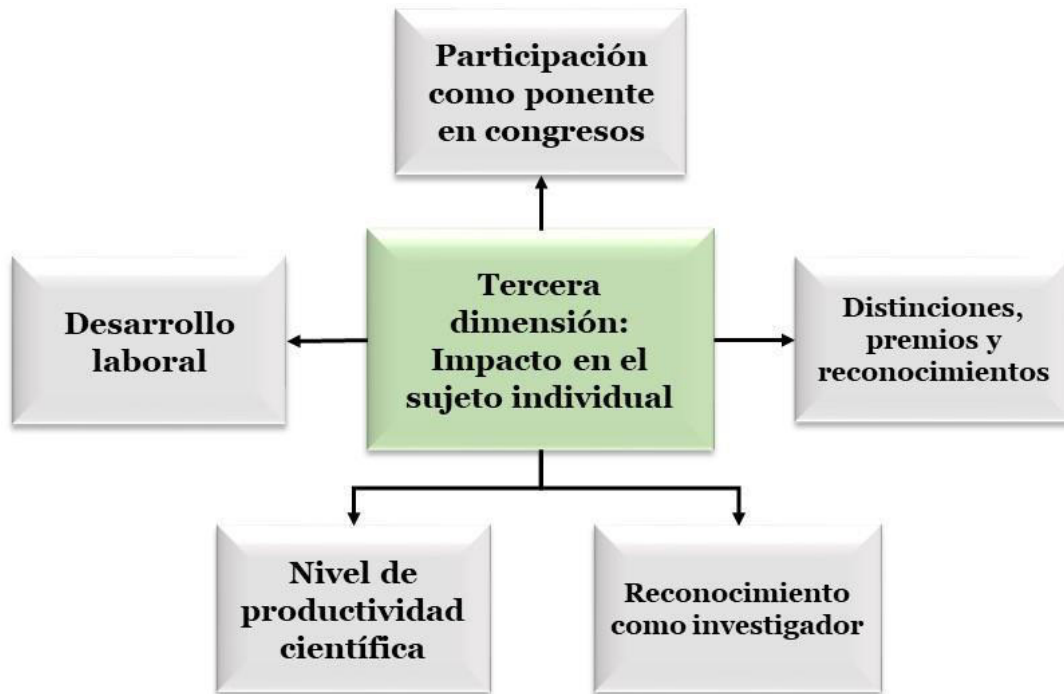 Participación
como ponente
en congresos
Desarrollo
laboral
Tercera
dimensión:
Impacto en el
sujeto individual
Distinciones,
premios y
reconocimientos
Nivel de
productividad
científica
Reconocimiento
como investigador